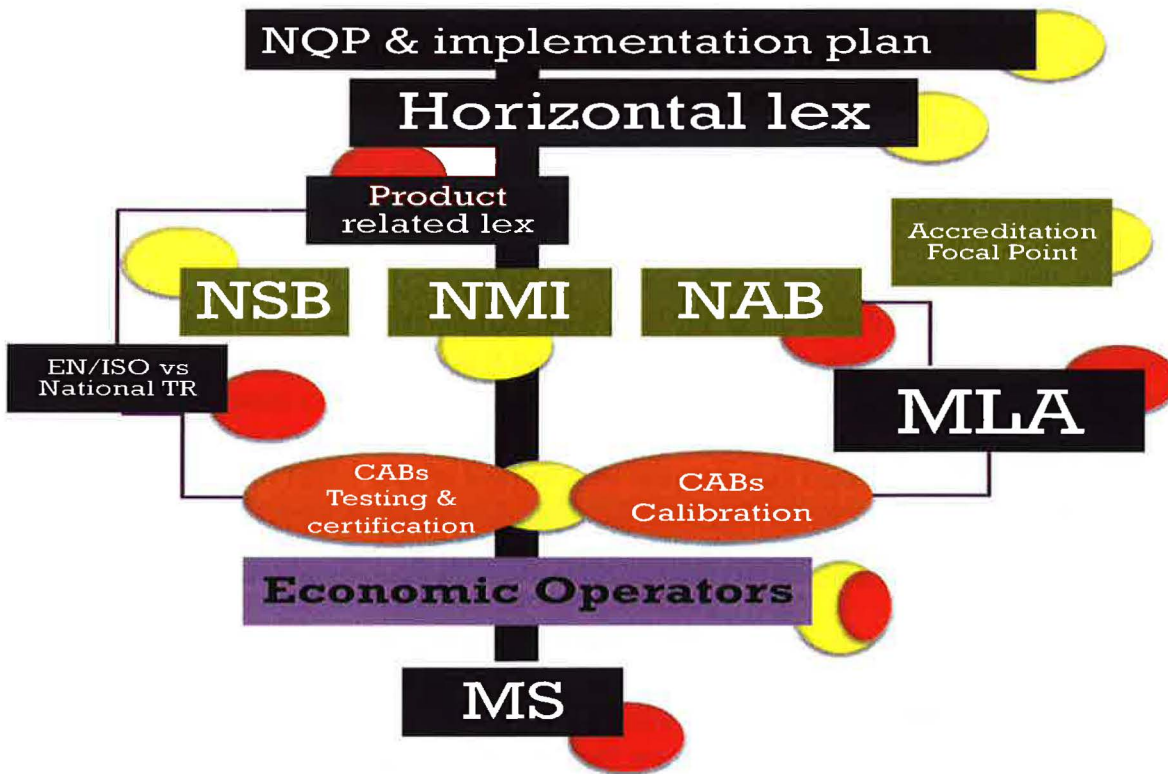 NQP & implementation plan
Horizontal lex
Product
related lex
Accreditation
Focal Point
NSB
NMI
NAB
EN/ISO vs
National TR
MLA
CABs
Testing &
certification
CABs
Calibration
Economic Operators
MS